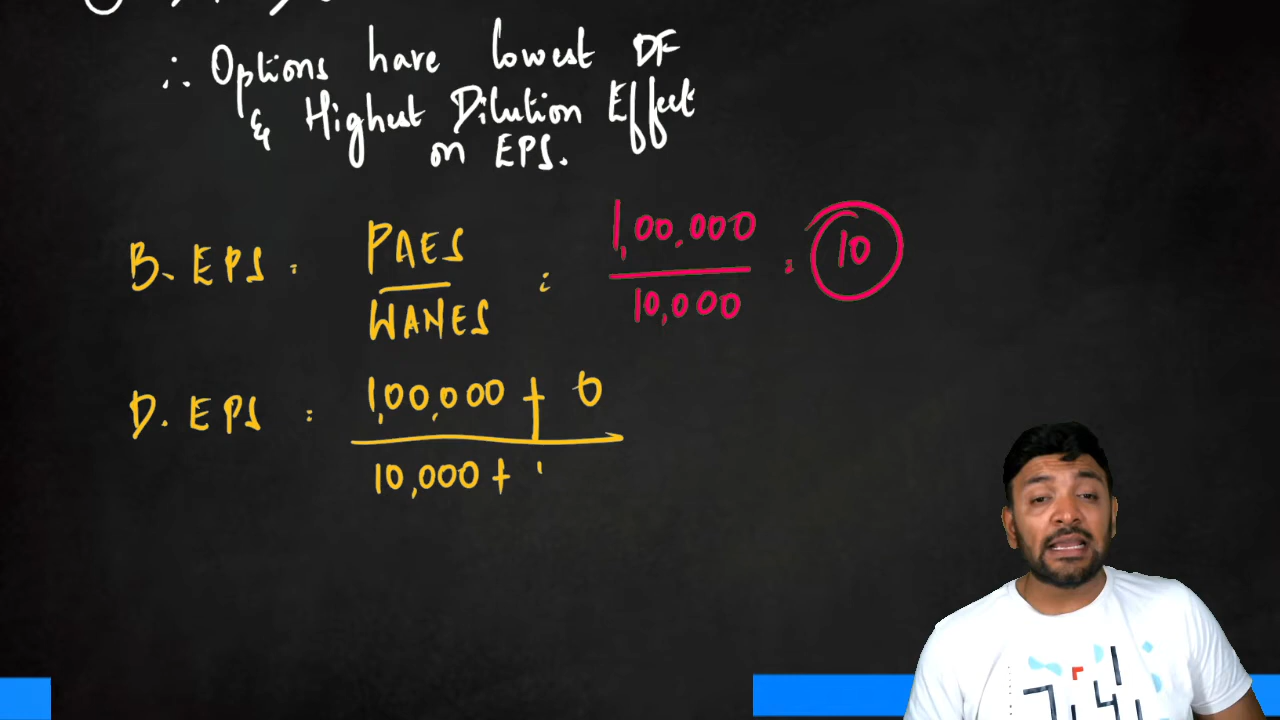 ∴ Options have lowest DF
& Highest Dilution Effect
on EPS.
B. EPS = PAES / WANES = 1,00,000 / 10,000 = 10
D. EPS = 1,00,000 + 0 / 10,000 +